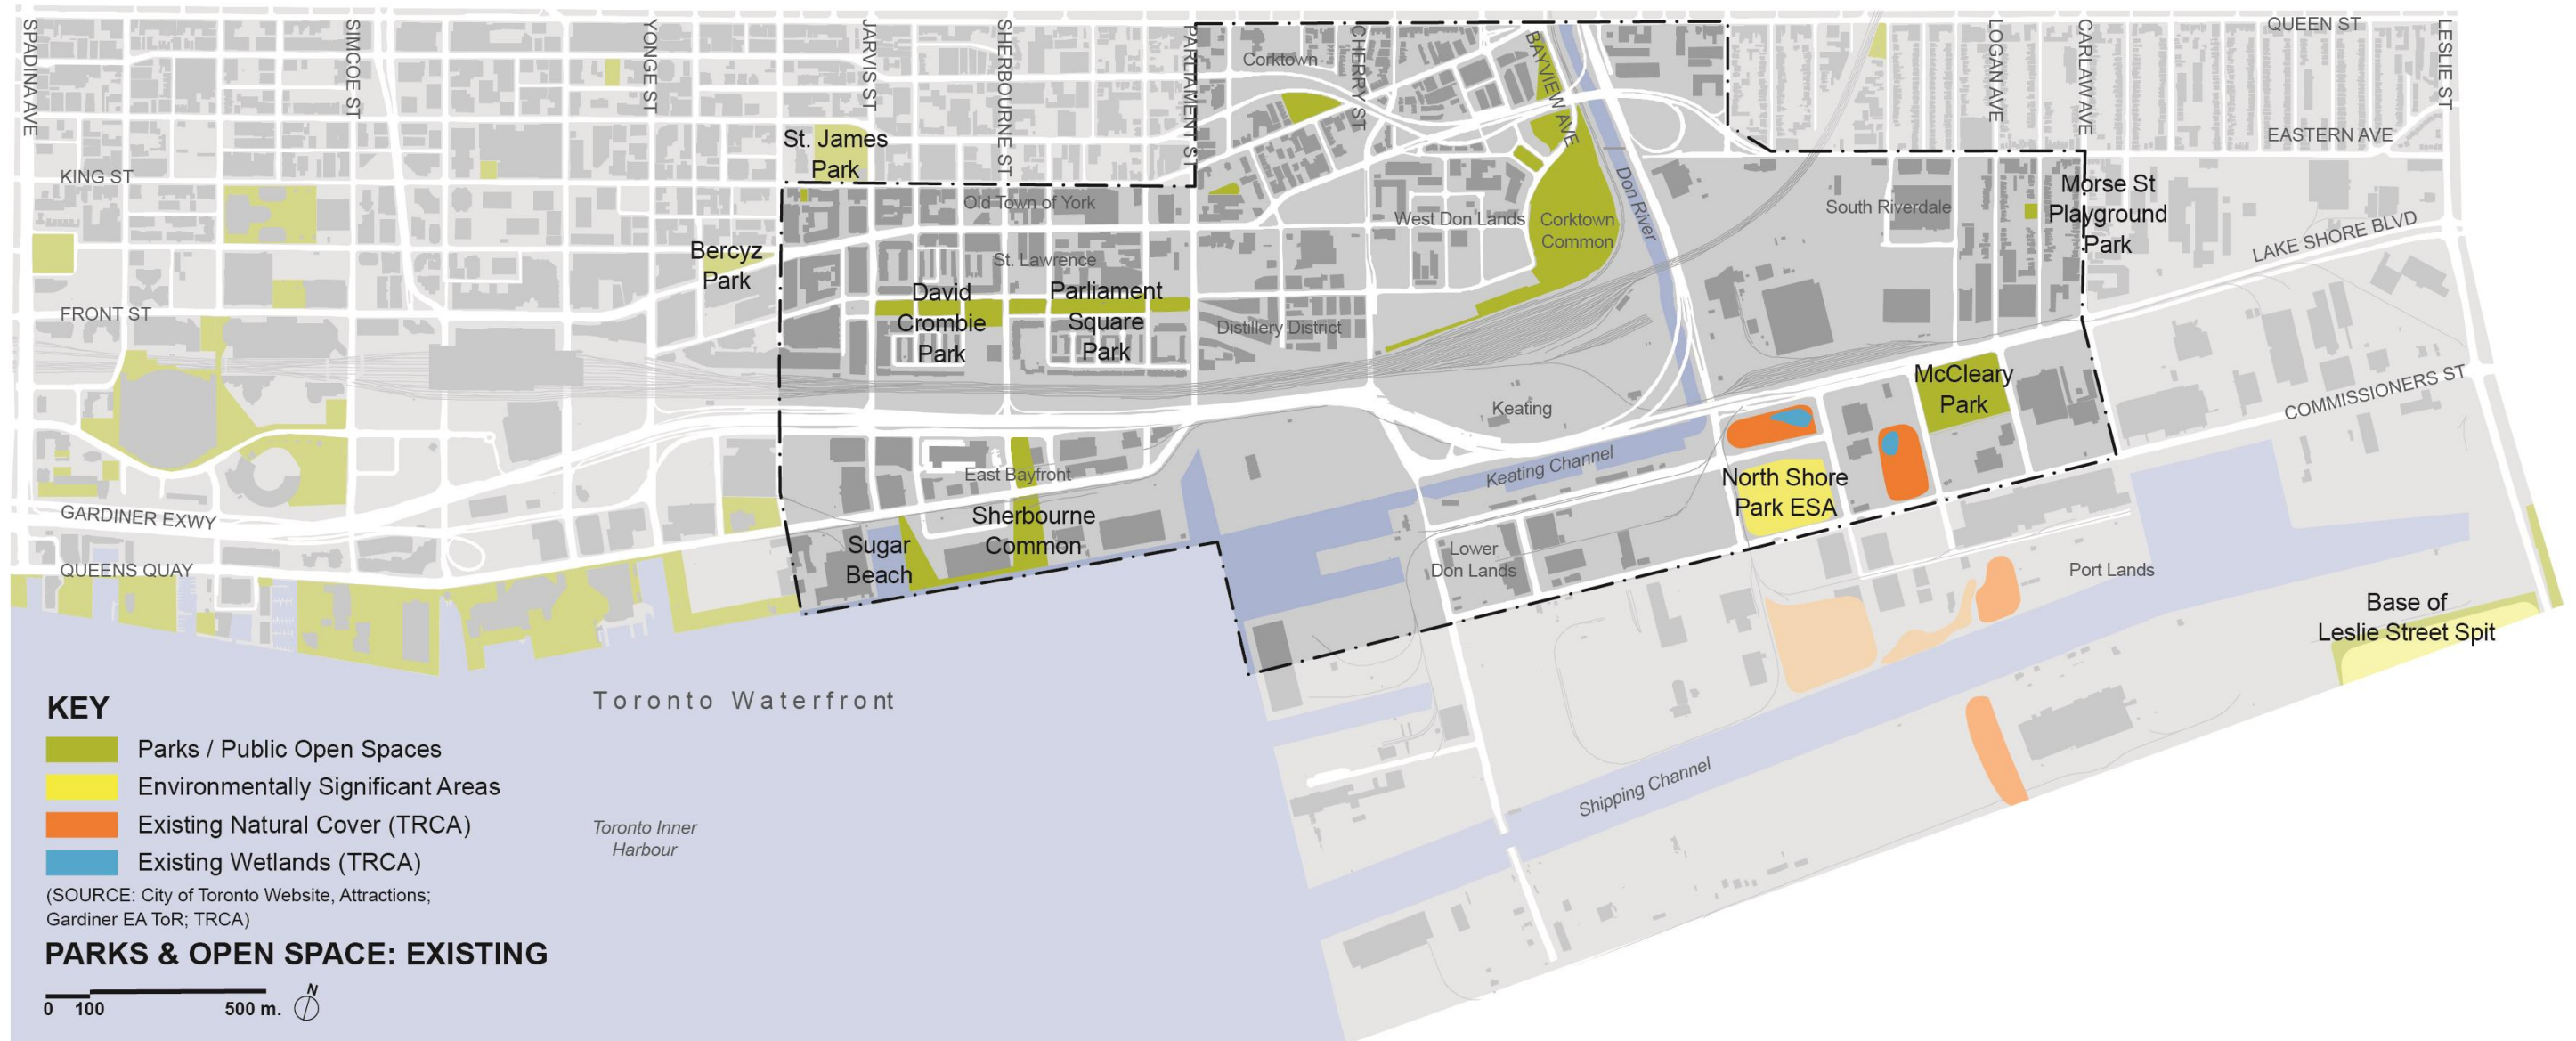 SPADINA AVE
SIMCOE ST
YONGE ST
JARVIS ST
SHERBOURNE ST
PARLIAMENT ST
Corktown
CHERRY ST
BAYVIEW AVE
LOGAN AVE
CARLAW AVE
QUEEN ST
LESLIE ST
EASTERN AVE
St. James
Park
KING ST
Old Town of York
West Don Lands
Corktown
Common
Don River
South Riverdale
Morse St
Playground
Park
LAKE SHORE BLVD
Bercyz
Park
St. Lawrence
FRONT ST
David
Crombie
Park
Parliament
Square
Park
Distillery District
McCleary
Park
COMMISSIONERS ST
Keating
East Bayfront
Keating Channel
North Shore
Park ESA
GARDINER EXWY
Sherbourne
Common
Sugar
Beach
Lower
Don Lands
QUEENS QUAY
Port Lands
Base of
Leslie Street Spit
Toronto Waterfront
Shipping Channel
Toronto Inner
Harbour
KEY
Parks / Public Open Spaces
Environmentally Significant Areas
Existing Natural Cover (TRCA)
Existing Wetlands (TRCA)
(SOURCE: City of Toronto Website, Attractions;
Gardiner EA ToR; TRCA)
PARKS & OPEN SPACE: EXISTING
0 100 500 m.
N